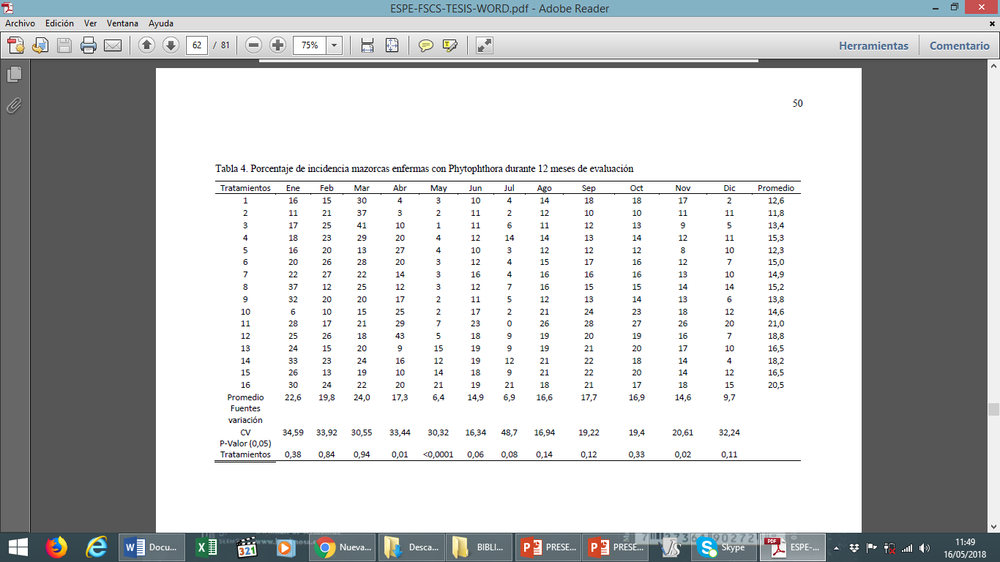 ESPE-FSCS-TESIS-WORD.pdf - Adobe Reader
Archivo Edición Ver Ventana Ayuda
62 / 81 75% Herramientas Comentario
50
Tabla 4. Porcentaje de incidencia mazorcas enfermas con Phytophthora durante 12 meses de evaluación
Tratamientos Ene Feb Mar Abr May Jun Jul Ago Sep Oct Nov Dic Promedio
1 16 15 30 4 3 10 4 14 18 18 17 2 12,6
2 11 21 37 3 2 11 2 12 10 10 11 11 11,8
3 17 25 41 10 1 11 6 11 12 13 9 5 13,4
4 18 23 29 20 4 12 14 14 13 14 12 11 15,3
5 16 20 13 27 4 10 3 12 12 12 8 10 12,3
6 20 26 28 20 3 12 4 15 17 16 12 7 15,0
7 22 27 22 14 3 16 4 16 16 16 13 10 14,9
8 37 12 25 12 3 12 7 16 15 15 14 14 15,2
9 32 20 20 17 2 11 5 12 13 14 13 6 13,8
10 6 10 15 25 2 17 2 21 24 23 18 12 14,6
11 28 17 21 29 7 23 0 26 28 27 26 20 21,0
12 25 26 18 43 5 18 9 19 20 19 16 7 18,8
13 24 15 20 9 15 19 9 19 21 20 17 10 16,5
14 33 23 24 16 12 19 12 21 22 18 14 4 18,2
15 26 13 19 10 14 18 9 21 22 20 14 12 16,5
16 30 24 22 20 21 19 21 18 21 17 18 15 20,5
Promedio 22,6 19,8 24,0 17,3 6,4 14,9 6,9 16,6 17,7 16,9 14,6 9,7
Fuentes
variación
CV 34,59 33,92 30,55 33,44 30,32 16,34 48,7 16,94 19,22 19,4 20,61 32,24
P-Valor (0,05)
Tratamientos 0,38 0,84 0,94 0,01 <0,0001 0,06 0,08 0,14 0,12 0,33 0,02 0,11
Docu... 321 Nueva... Desca... BIBLI... PRESE... PRESE... Skype ESPE-... 11:49
16/05/2018